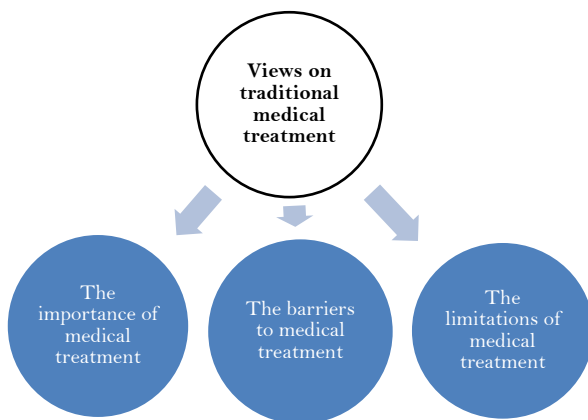 Views on
traditional
medical
treatment
The
importance of
medical
treatment
The barriers
to medical
treatment
The
limitations of
medical
treatment